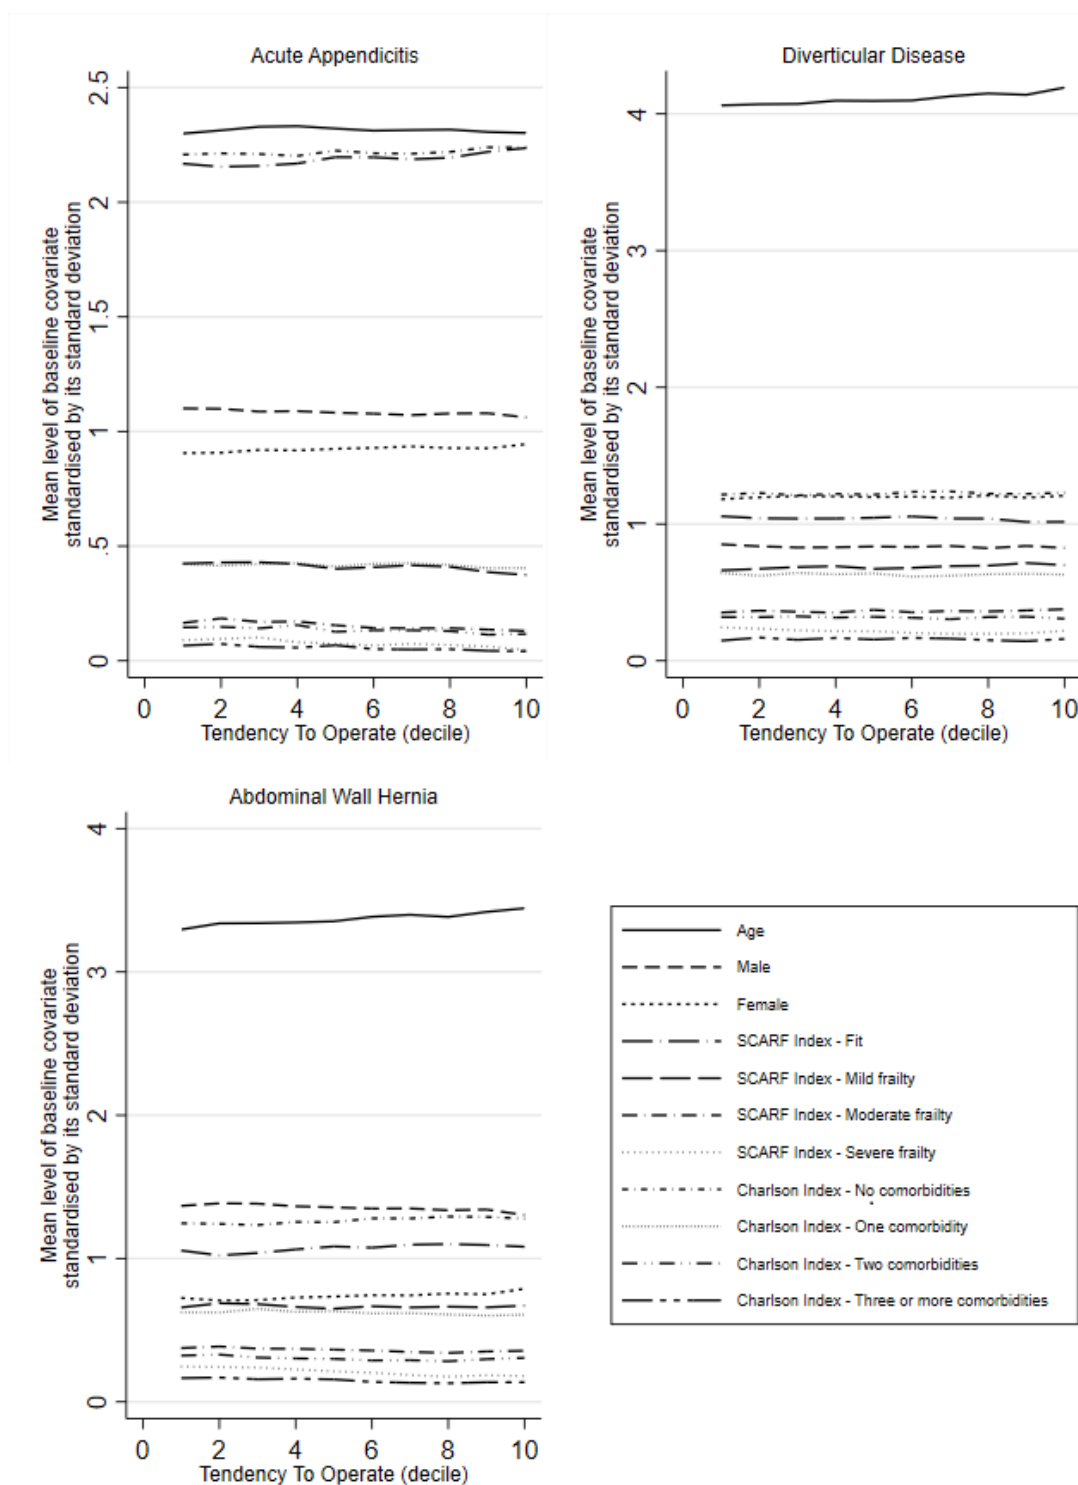 Acute Appendicitis
Mean level of baseline covariate
standardised by its standard deviation
2.5
2
1.5
1
.5
0
0 2 4 6 8 10
Tendency To Operate (decile)
Diverticular Disease
Mean level of baseline covariate
standardised by its standard deviation
4
3
2
1
0
0 2 4 6 8 10
Tendency To Operate (decile)
Abdominal Wall Hernia
Mean level of baseline covariate
standardised by its standard deviation
4
3
2
1
0
0 2 4 6 8 10
Tendency To Operate (decile)
Age
Male
Female
SCARF Index - Fit
SCARF Index - Mild frailty
SCARF Index - Moderate frailty
SCARF Index - Severe frailty
Charlson Index - No comorbidities
Charlson Index - One comorbidity
Charlson Index - Two comorbidities
Charlson Index - Three or more comorbidities